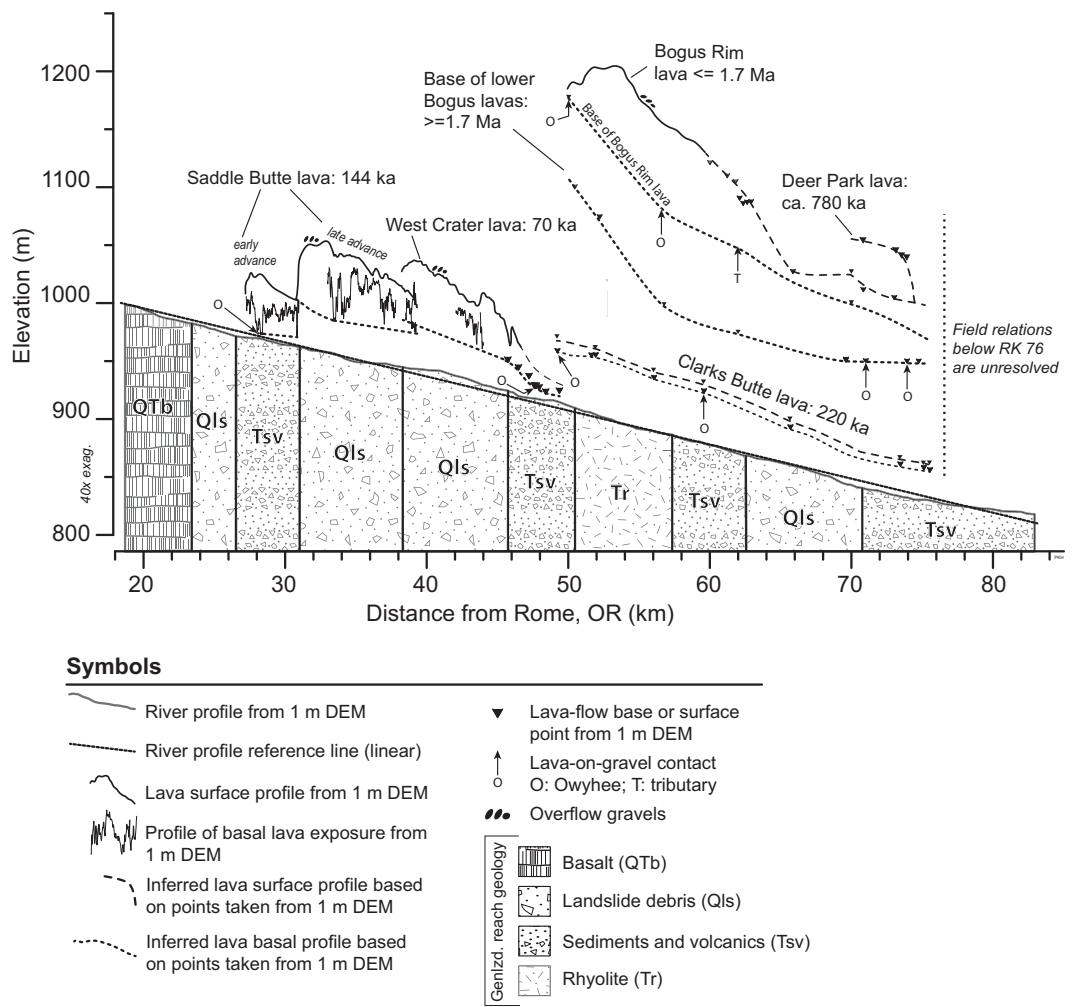 Elevation (m)
1200
1100
1000
900
800
40x exag.
Bogus Rim
lava <= 1.7 Ma
Base of lower
Bogus lavas:
>=1.7 Ma
O
Base of Bogus Rim lava
O
T
Deer Park lava:
ca. 780 ka
Saddle Butte lava: 144 ka
early
advance
late advance
West Crater lava: 70 ka
O
O
O
Clarks Butte lava: 220 ka
O
O
O
Field relations
below RK 76
are unresolved
QTb
Qls
Tsv
Qls
Qls
Tsv
Tr
Tsv
Qls
Tsv
20
30
40
50
60
70
80
Distance from Rome, OR (km)
Symbols
River profile from 1 m DEM
River profile reference line (linear)
Lava surface profile from 1 m DEM
Profile of basal lava exposure from
1 m DEM
Inferred lava surface profile based
on points taken from 1 m DEM
Inferred lava basal profile based
on points taken from 1 m DEM
Lava-flow base or surface
point from 1 m DEM
Lava-on-gravel contact
O
O: Owyhee; T: tributary
Overflow gravels
Genlzd. reach geology
Basalt (QTb)
Landslide debris (Qls)
Sediments and volcanics (Tsv)
Rhyolite (Tr)